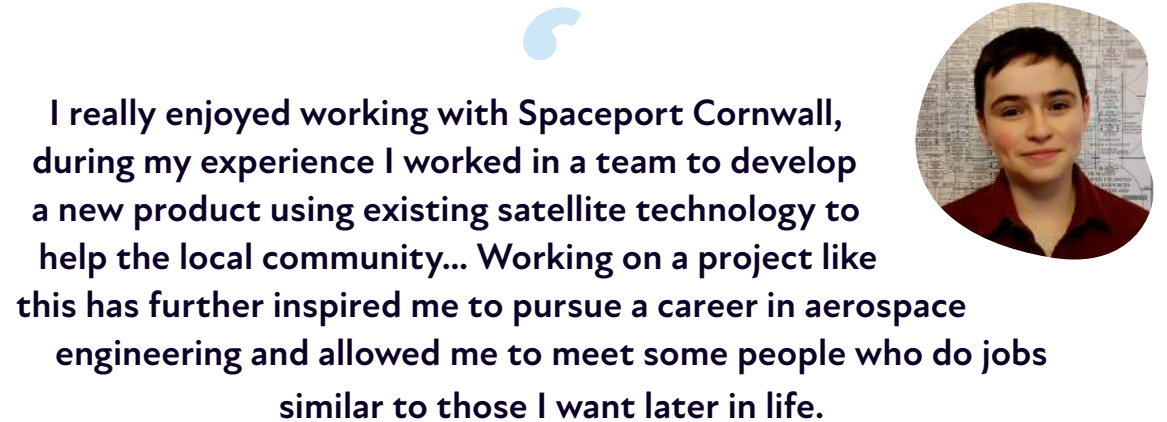 I really enjoyed working with Spaceport Cornwall,
during my experience I worked in a team to develop
a new product using existing satellite technology to
help the local community... Working on a project like
this has further inspired me to pursue a career in aerospace
engineering and allowed me to meet some people who do jobs
similar to those I want later in life.